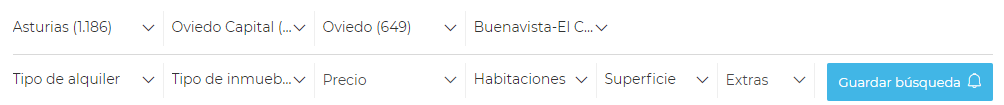 Asturias (1.186) Oviedo Capital (... Oviedo (649) Buenavista-El C...
Tipo de alquiler Tipo de inmueb... Precio Habitaciones Superficie Extras Guardar búsqueda